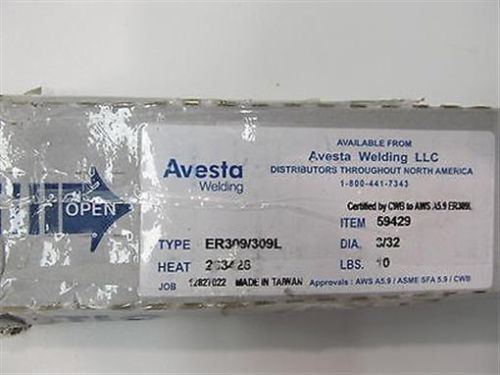 OPEN
Avesta
Welding
AVAILABLE FROM
Avesta Welding LLC
DISTRIBUTORS THROUGHOUT NORTH AMERICA
1-800-441-7343
Certified by CWB to AWS A5.9 ER309L
ITEM 59429
TYPE ER309/309L DIA. 3/32
HEAT LBS. 10
JOB 12827022 MADE IN TAIWAN Approvals : AWS A5.9 / ASME SFA 5.9 / CWB